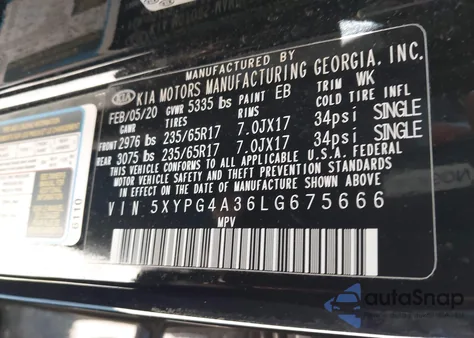 MANUFACTURED BY
KIA KIA MOTORS MANUFACTURING GEORGIA, INC.
FEB/05/20 GVWR 5335 lbs PAINT EB TRIM WK
GAWR TIRES RIMS COLD TIRE INFL
FRONT 2976 lbs 235/65R17 7.0JX17 34psi SINGLE
REAR 3075 lbs 235/65R17 7.0JX17 34psi SINGLE
THIS VEHICLE CONFORMS TO ALL APPLICABLE U.S.A. FEDERAL
MOTOR VEHICLE SAFETY AND THEFT PREVENTION STANDARDS
IN EFFECT ON THE DATE OF MANUFACTURE SHOWN ABOVE
VIN 5XYPG4A36LG675666
MPV
6110
autoSnap